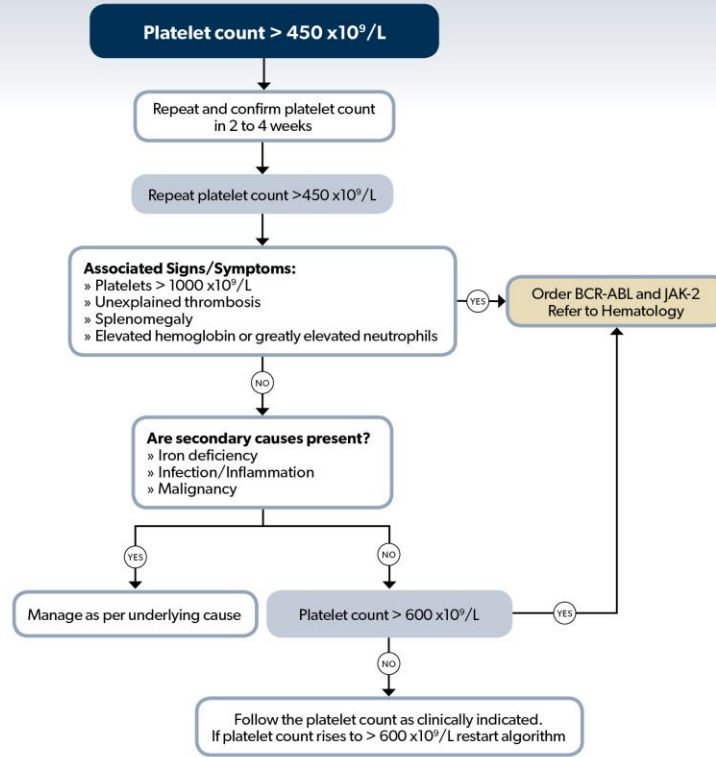 Platelet count > 450 x10⁹/L
Repeat and confirm platelet count
in 2 to 4 weeks
Repeat platelet count >450 x10⁹/L
Associated Signs/Symptoms:
» Platelets > 1000 x10⁹/L
» Unexplained thrombosis
» Splenomegaly
» Elevated hemoglobin or greatly elevated neutrophils
YES
Order BCR-ABL and JAK-2
Refer to Hematology
NO
Are secondary causes present?
» Iron deficiency
» Infection/Inflammation
» Malignancy
YES
NO
Manage as per underlying cause
Platelet count > 600 x10⁹/L
YES
NO
Follow the platelet count as clinically indicated.
If platelet count rises to > 600 x10⁹/L restart algorithm